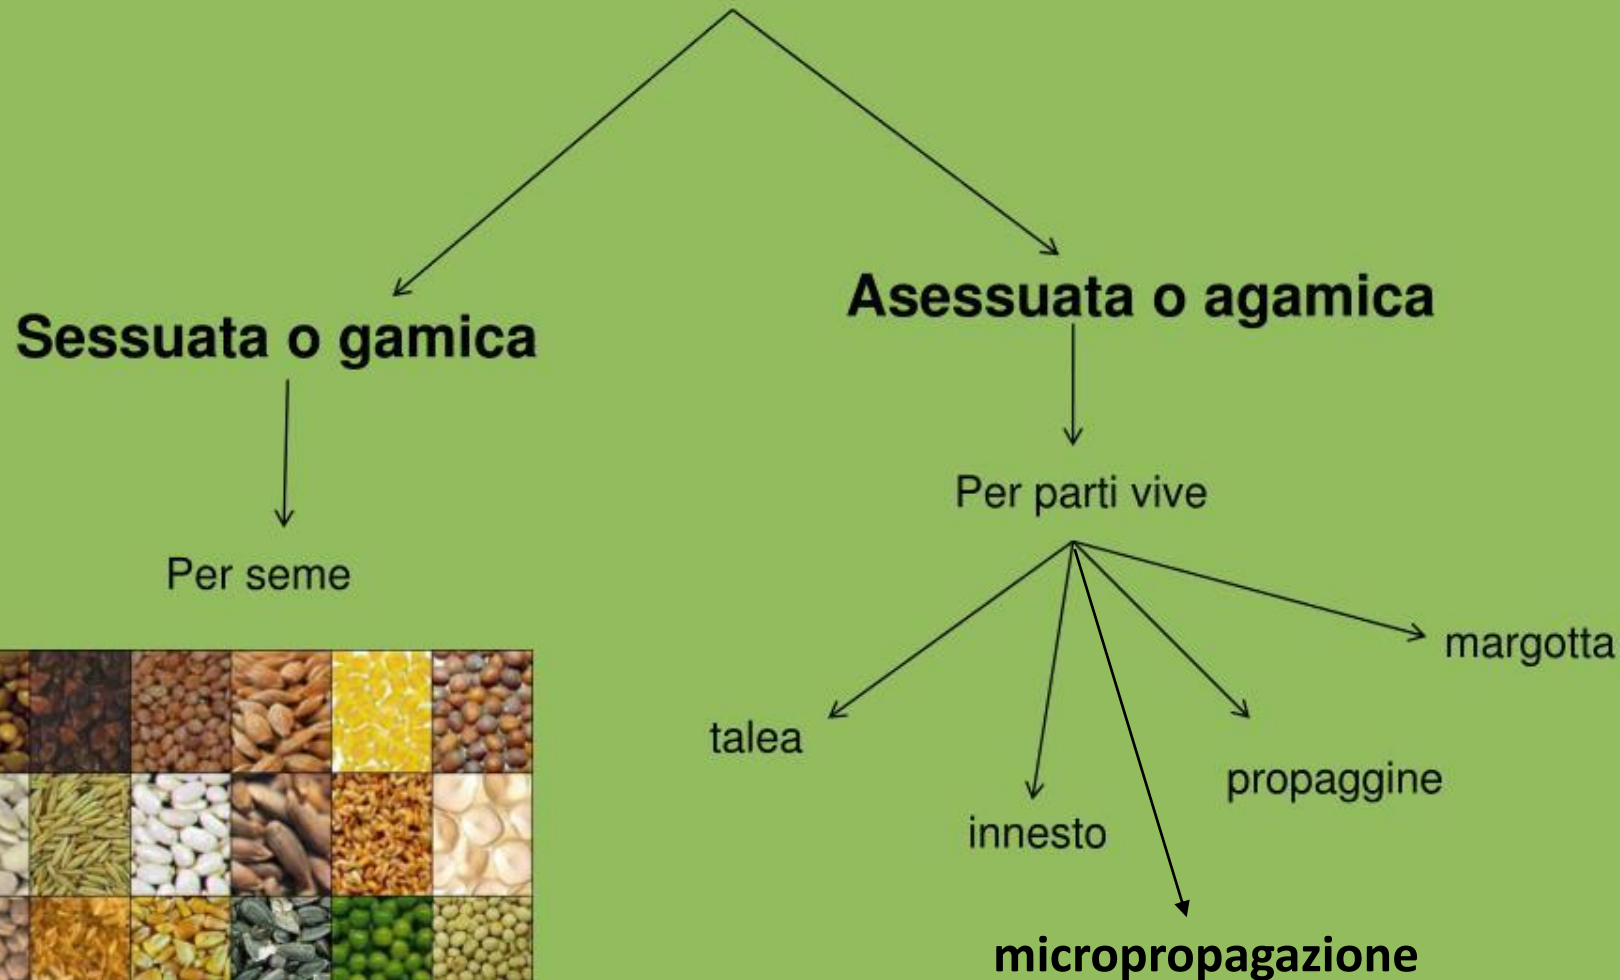 Sessuata o gamica
Per seme
Asessuata o agamica
Per parti vive
talea
innesto
micropropagazione
propaggine
margotta